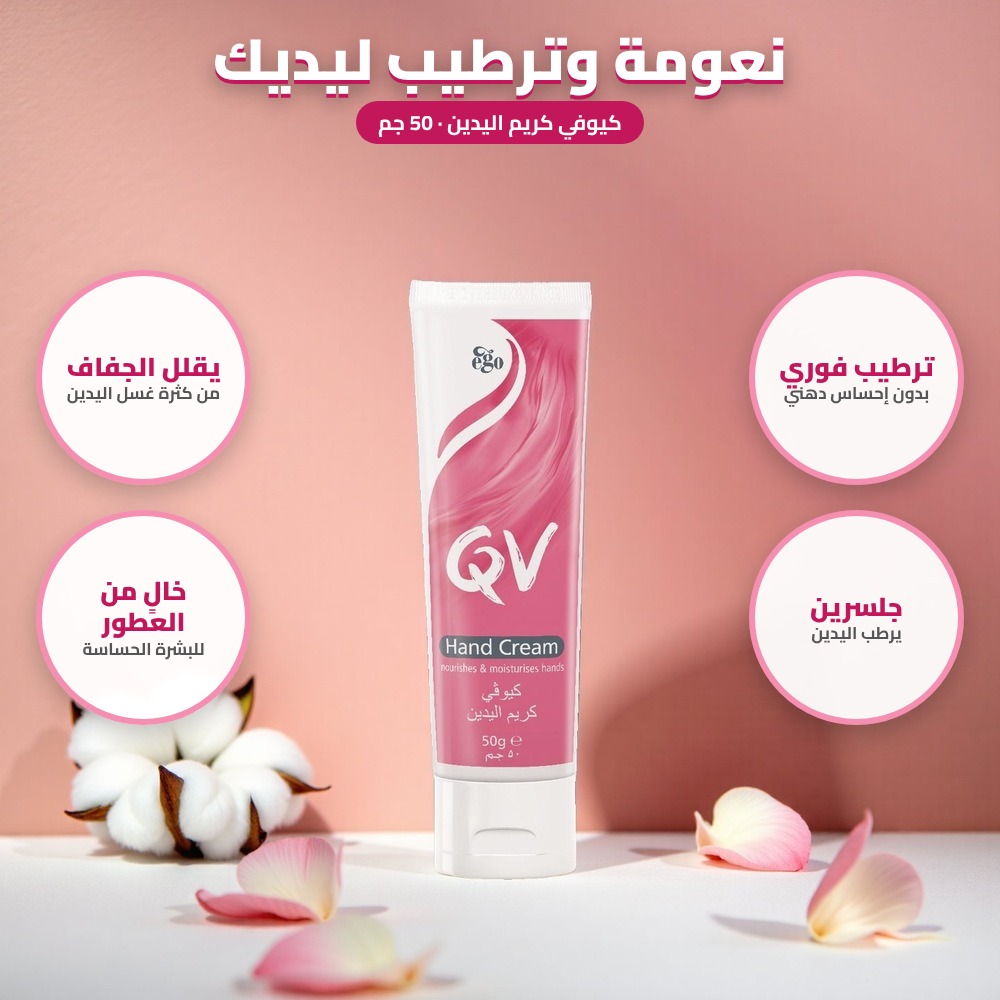 نعومة وترطيب ليديك
كيوفي كريم اليدين · 50 جم
ترطيب فوري
بدون إحساس دهني
يقلل الجفاف
من كثرة غسل اليدين
جلسرين
يرطب اليدين
خالٍ من
العطور
للبشرة الحساسة
ego
QV
Hand Cream
nourishes & moisturises hands
كيوڤي
كريم اليدين
50g ℮
٥٠ جم